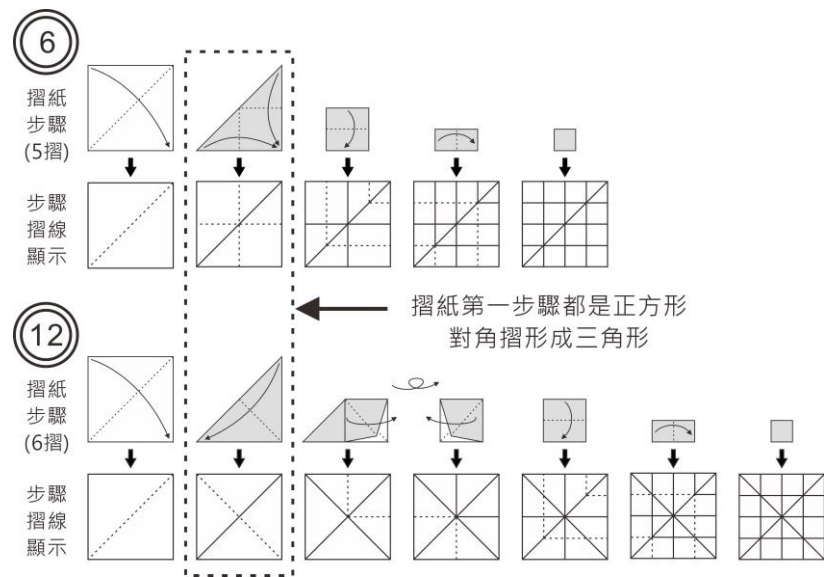 6
摺紙
步驟
(5摺)
步驟
摺線
顯示
摺紙第一步驟都是正方形
對角摺形成三角形
12
摺紙
步驟
(6摺)
步驟
摺線
顯示